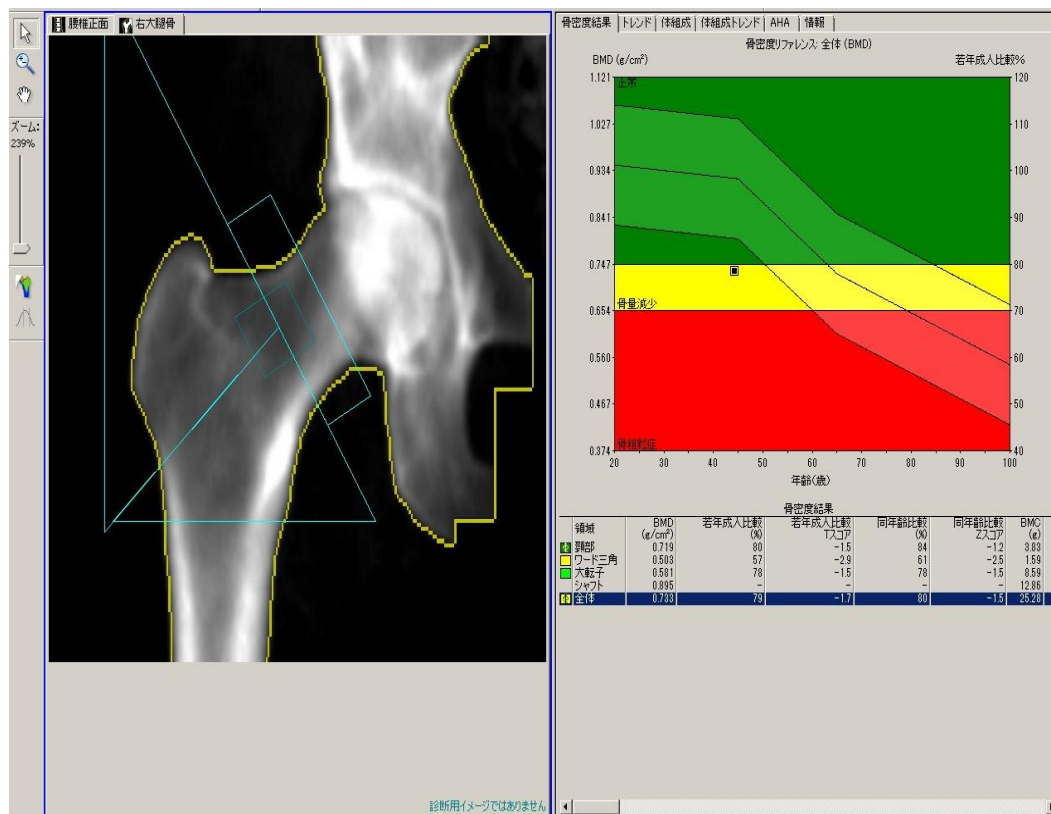 腰椎正面 右大腿骨
ズーム:
239%
診断用イメージではありません
骨密度結果 トレンド 体組成 体組成トレンド AHA 情報
骨密度リファレンス: 全体 (BMD)
BMD (g/cm²) 若年成人比較%
1.121 120
正常
1.027 110
0.934 100
0.841 90
0.747 80
骨量減少
0.654 70
0.560 60
0.467 50
骨粗鬆症
0.374 40
20 30 40 50 60 70 80 90 100
年齢(歳)
骨密度結果
領域 BMD (g/cm²) 若年成人比較 (%) 若年成人比較 Tスコア 同年齢比較 (%) 同年齢比較 Zスコア BMC (g)
頸部 0.719 80 -1.5 84 -1.2 3.83
ワード三角 0.503 57 -2.9 61 -2.5 1.59
大転子 0.581 78 -1.5 78 -1.5 8.59
シャフト 0.895 - - - - 12.86
全体 0.733 79 -1.7 80 -1.5 25.28